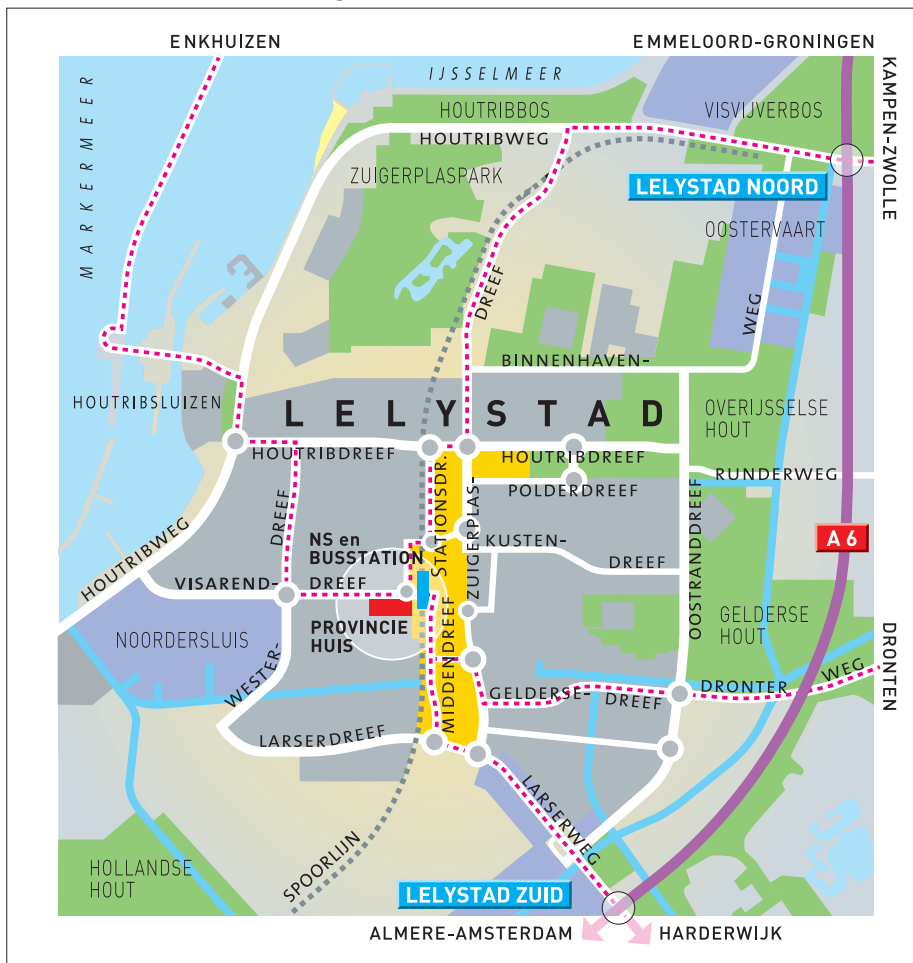 ENKHUIZEN
EMMELOORD-GRONINGEN
IJSSELMEER
KAMPEN-ZWOLLE
MARKERMEER
HOUTRIBBOS
VISVIJVERBOS
HOUTRIBWEG
ZUIGERPLASPARK
LELYSTAD NOORD
OOSTERVAART
DREEF
WEG
BINNENHAVEN-
HOUTRIBSLUIZEN
LELYSTAD
OVERIJSSELSE
HOUT
HOUTRIBDREEF
HOUTRIBDREEF
RUNDERWEG
POLDERDREEF
STATIONSDR.
ZUIGERPLAS-
DREEF
NS en
BUSSTATION
KUSTEN-
DREEF
A 6
HOUTRIBWEG
VISAREND-
DREEF
OOSTRANDDREEF
GELDERSE
HOUT
PROVINCIE
HUIS
NOORDERSLUIS
DRONTEN
WESTER-
MIDDENDREEF
GELDERSE-
DREEF
DRONTER
WEG
LARSERDREEF
LARSERWEG
SPOORLIJN
HOLLANDSE
HOUT
LELYSTAD ZUID
ALMERE-AMSTERDAM
HARDERWIJK